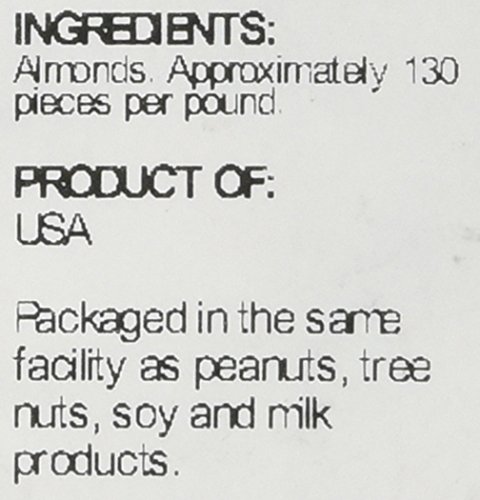 INGREDIENTS:
Almonds. Approximately 130
pieces per pound.
PRODUCT OF:
USA
Packaged in the same
facility as peanuts, tree
nuts, soy and milk
products.